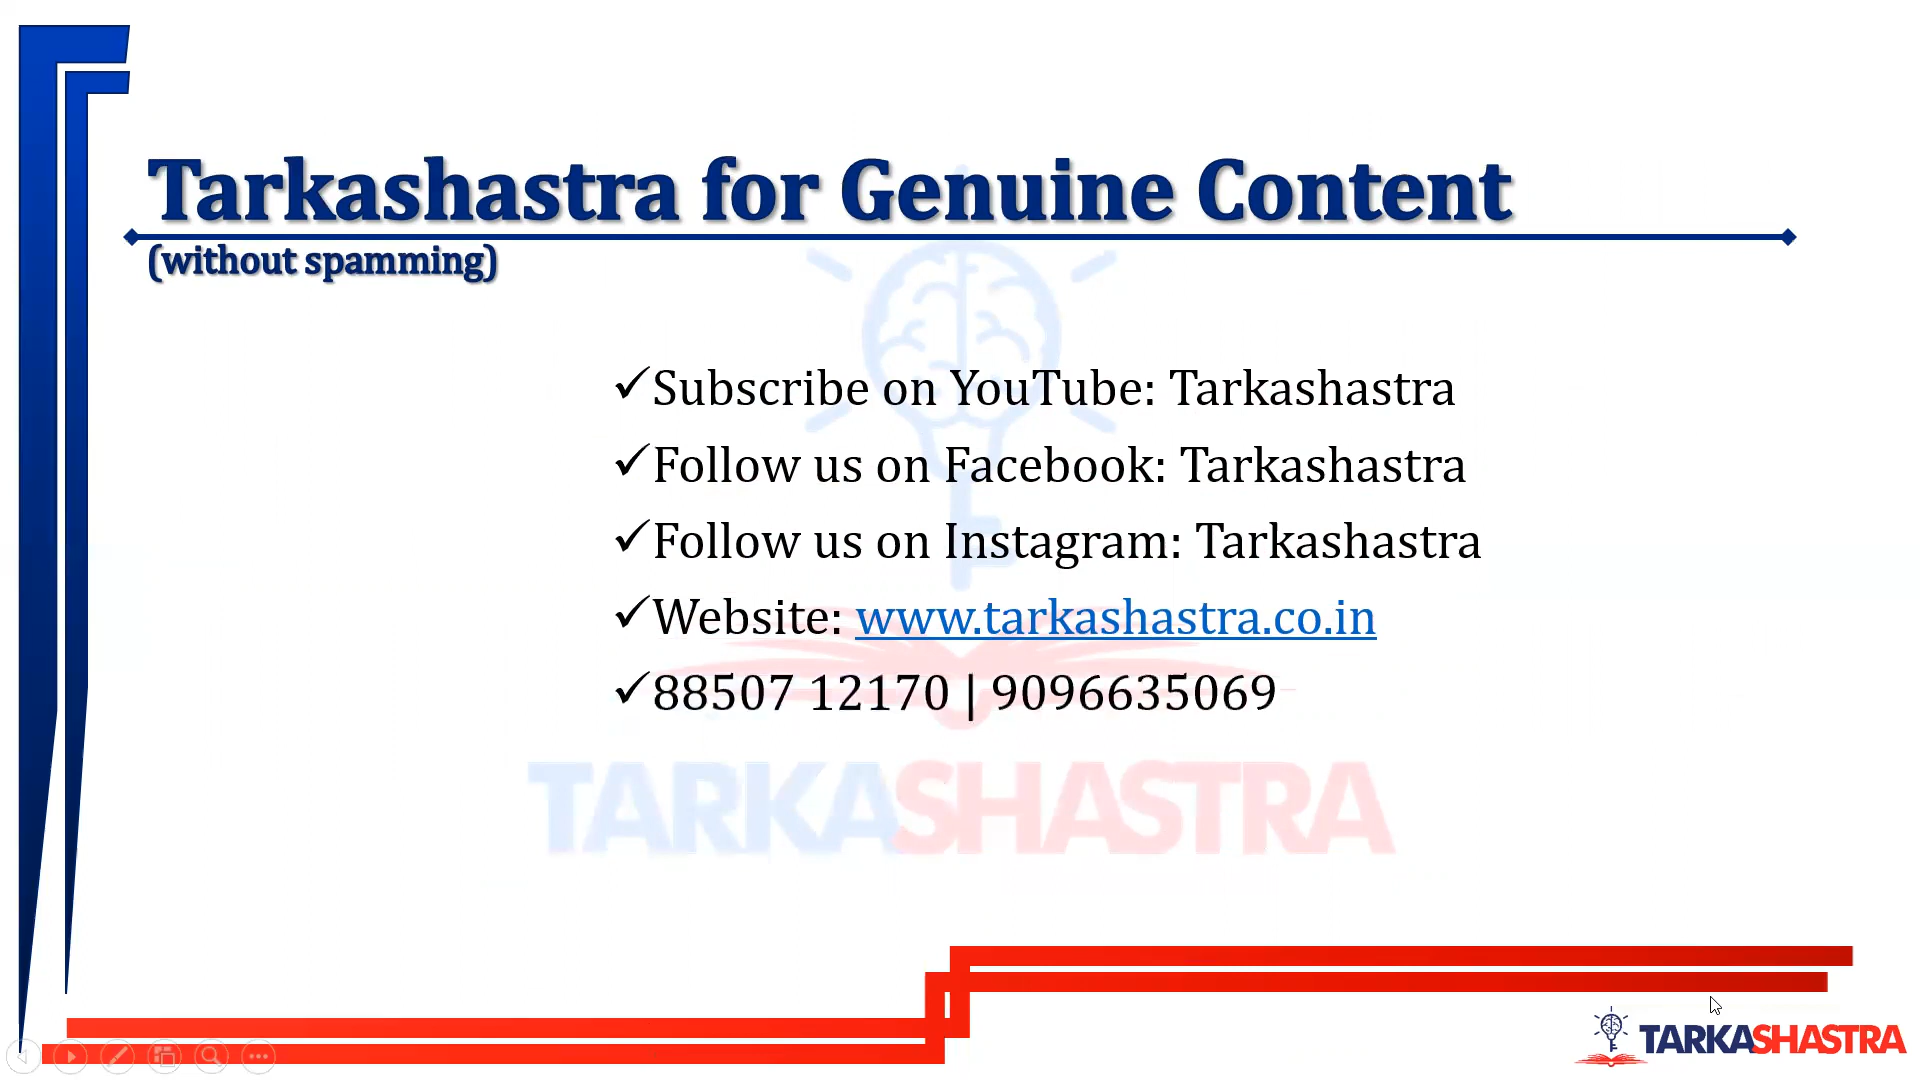 Tarkashastra for Genuine Content
(without spamming)
✓Subscribe on YouTube: Tarkashastra
✓Follow us on Facebook: Tarkashastra
✓Follow us on Instagram: Tarkashastra
✓Website: www.tarkashastra.co.in
✓88507 12170 | 9096635069
TARKASHASTRA
TARKASHASTRA